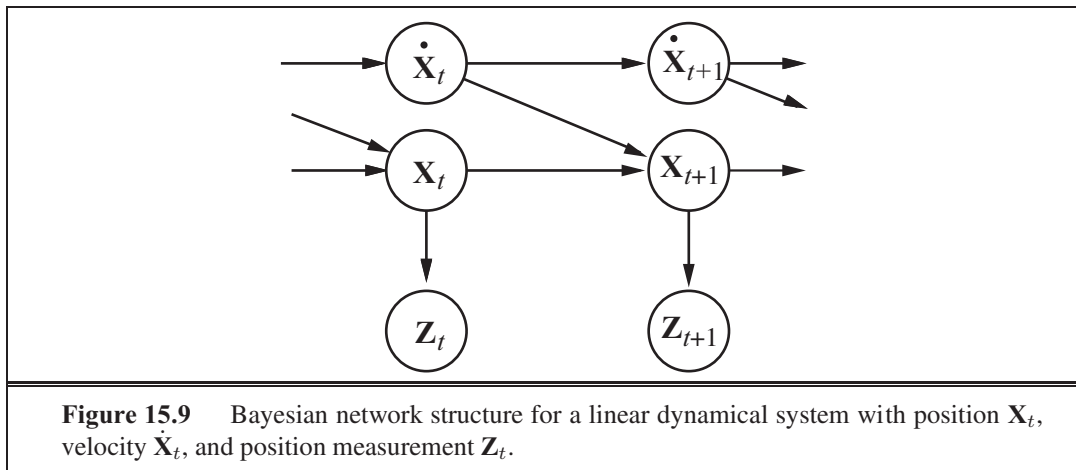 Ẋt Ẋt+1
Xt Xt+1
Zt Zt+1
Figure 15.9 Bayesian network structure for a linear dynamical system with position Xt,
velocity Ẋt, and position measurement Zt.